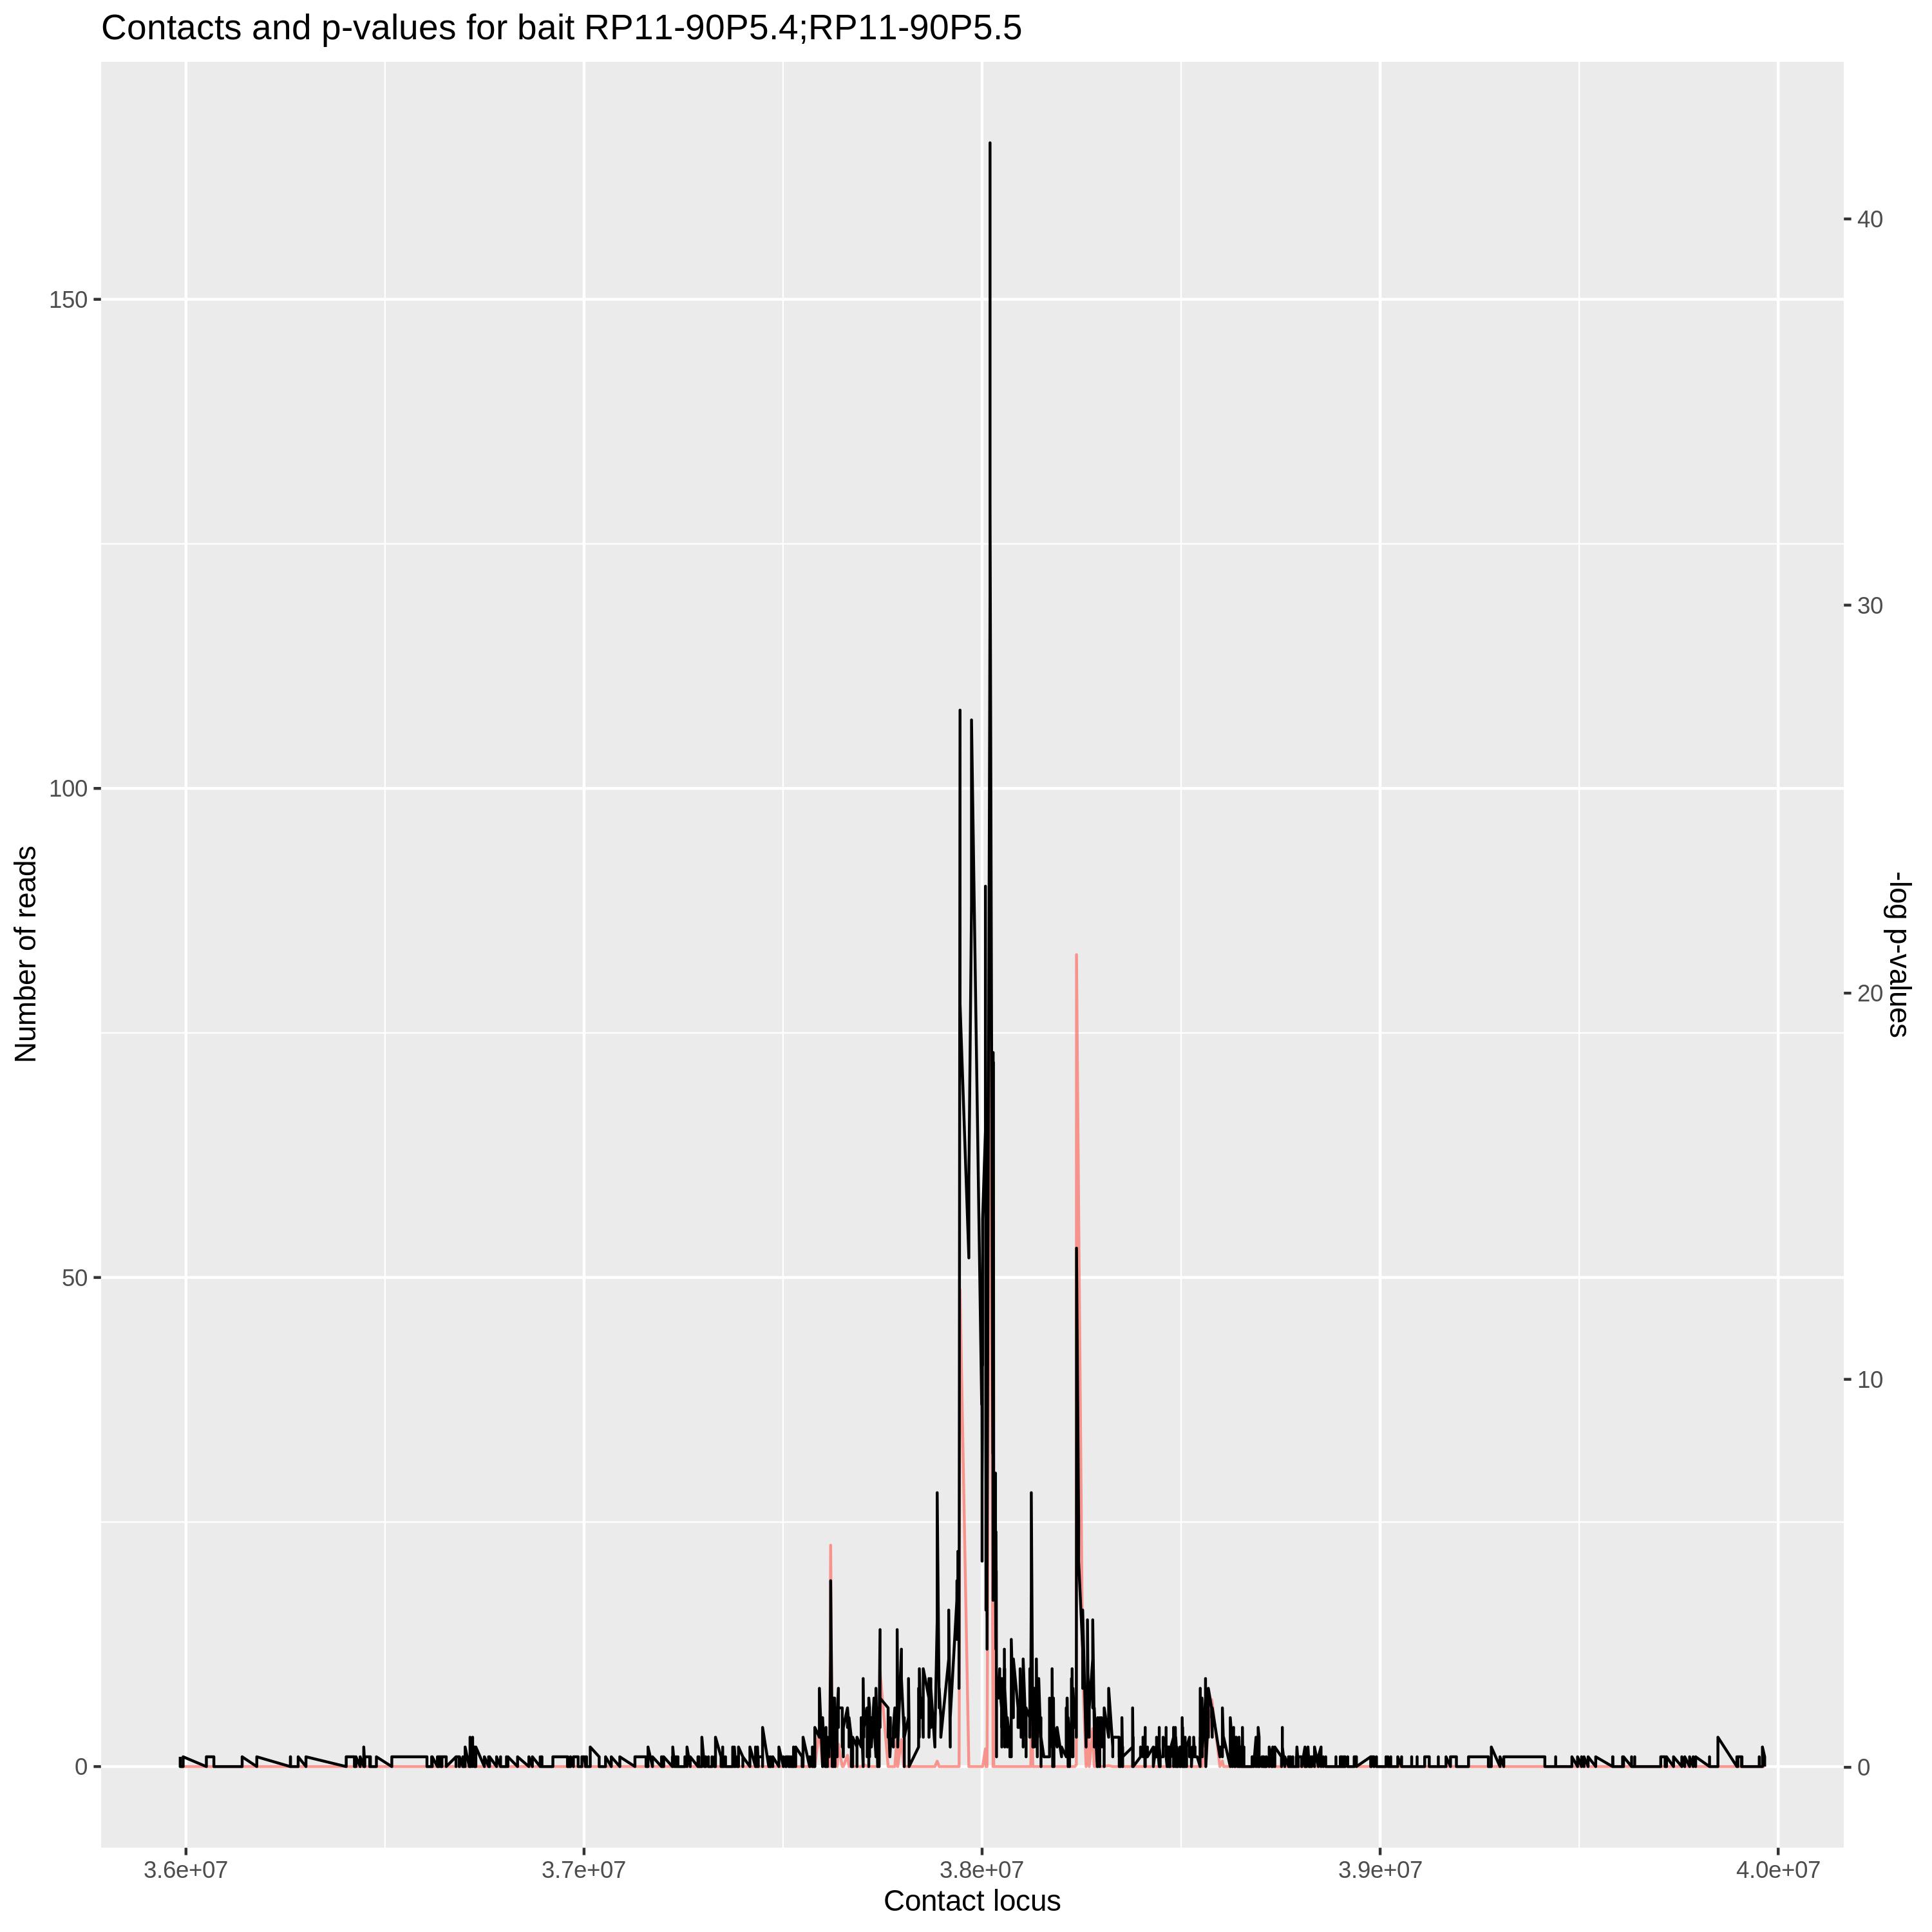 Contacts and p-values for bait RP11-90P5.4;RP11-90P5.5
Number of reads
150
100
50
0
40
30
20
10
0
-log p-values
3.6e+07 3.7e+07 3.8e+07 3.9e+07 4.0e+07
Contact locus